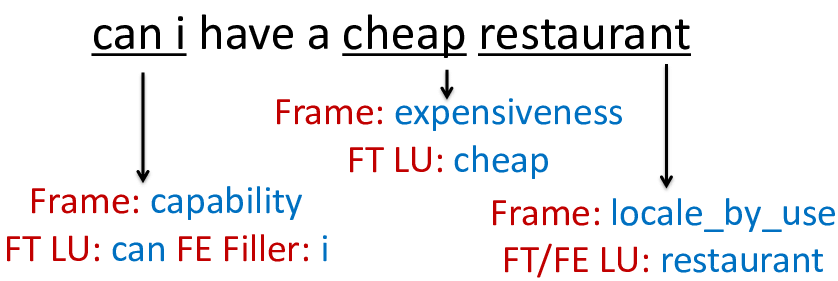 can i have a cheap restaurant
Frame: expensiveness
FT LU: cheap
Frame: capability
FT LU: can FE Filler: i
Frame: locale_by_use
FT/FE LU: restaurant